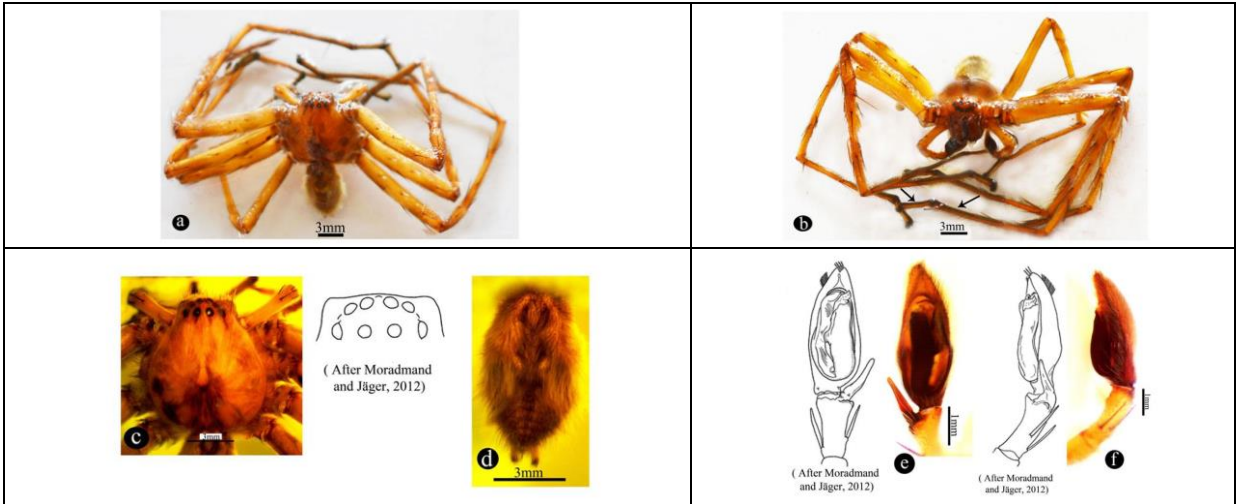 a
3mm
b
3mm
c
3mm
( After Moradmand
and Jäger, 2012)
d
3mm
( After Moradmand
and Jäger, 2012)
e
1mm
( After Moradmand
and Jäger, 2012)
f
1mm